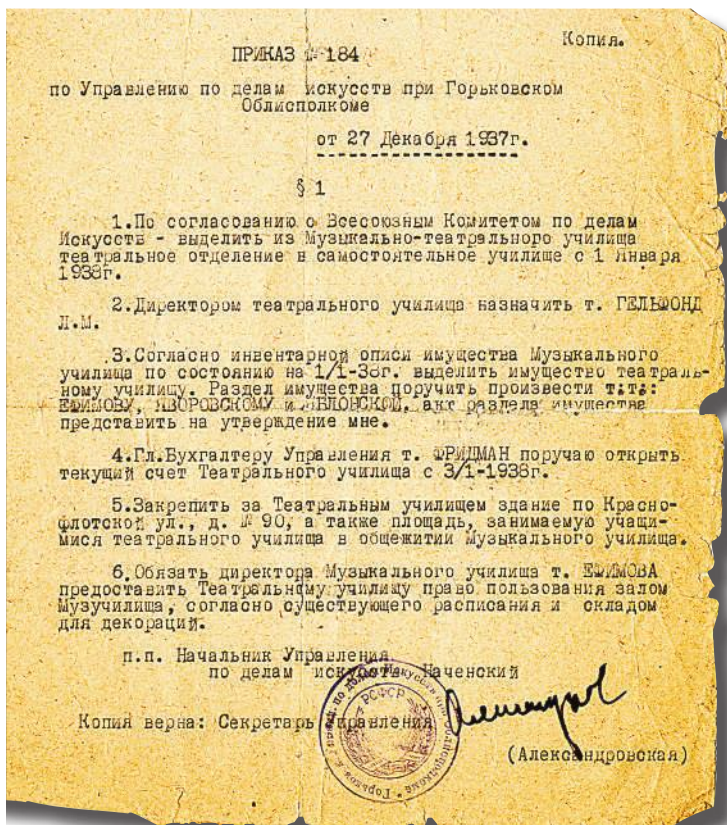 Копия.
ПРИКАЗ № 184
по Управлению по делам искусств при Горьковском
Облисполкоме
от 27 Декабря 1937г.
§ 1
1.По согласованию с Всесоюзным Комитетом по делам
Искусств - выделить из Музыкально-театрального училища
театральное отделение в самостоятельное училище с 1 Января
1938г.
2.Директором театрального училища назначить т. ГЕЛЬФОНД
Л.М.
3.Согласно инвентарной описи имущества Музыкального
училища по состоянию на 1/1-38г. выделить имущество театраль-
ному училищу. Раздел имущества поручить произвести т.т.:
ЕФИМОВУ, ЯВОРОВСКОМУ и ЯБЛОНСКОЙ, акт раздела имущества
представить на утверждение мне.
4.Гл.Бухгалтеру Управления т. ФРИДМАН поручаю открыть
текущий счет Театрального училища с 3/1-1938г.
5.Закрепить за Театральным училищем здание по Красно-
флотской ул., д. № 90, а также площадь, занимаемую учащи-
мися театрального училища в общежитии Музыкального училища.
6.Обязать директора Музыкального училища т. ЕФИМОВА
предоставить Театральному училищу право пользования залом
Музучилища, согласно существующего расписания и складом
для декораций.
п.п. Начальник Управления
по делам искусств Наченский
РСФСР
Копия верна: Секретарь Управления
(Александровская)